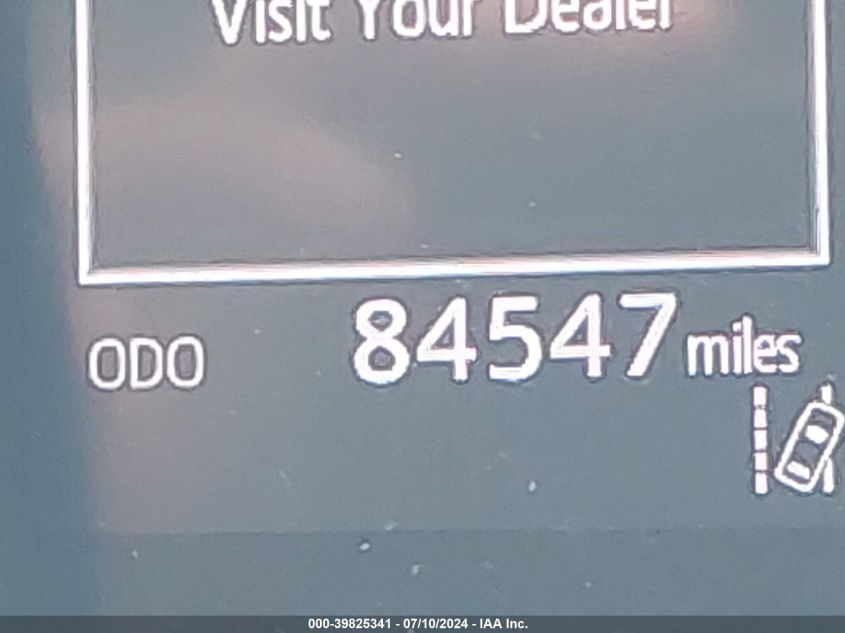 Visit Your Dealer
ODO 84547 miles
000-39825341 - 07/10/2024 - IAA Inc.